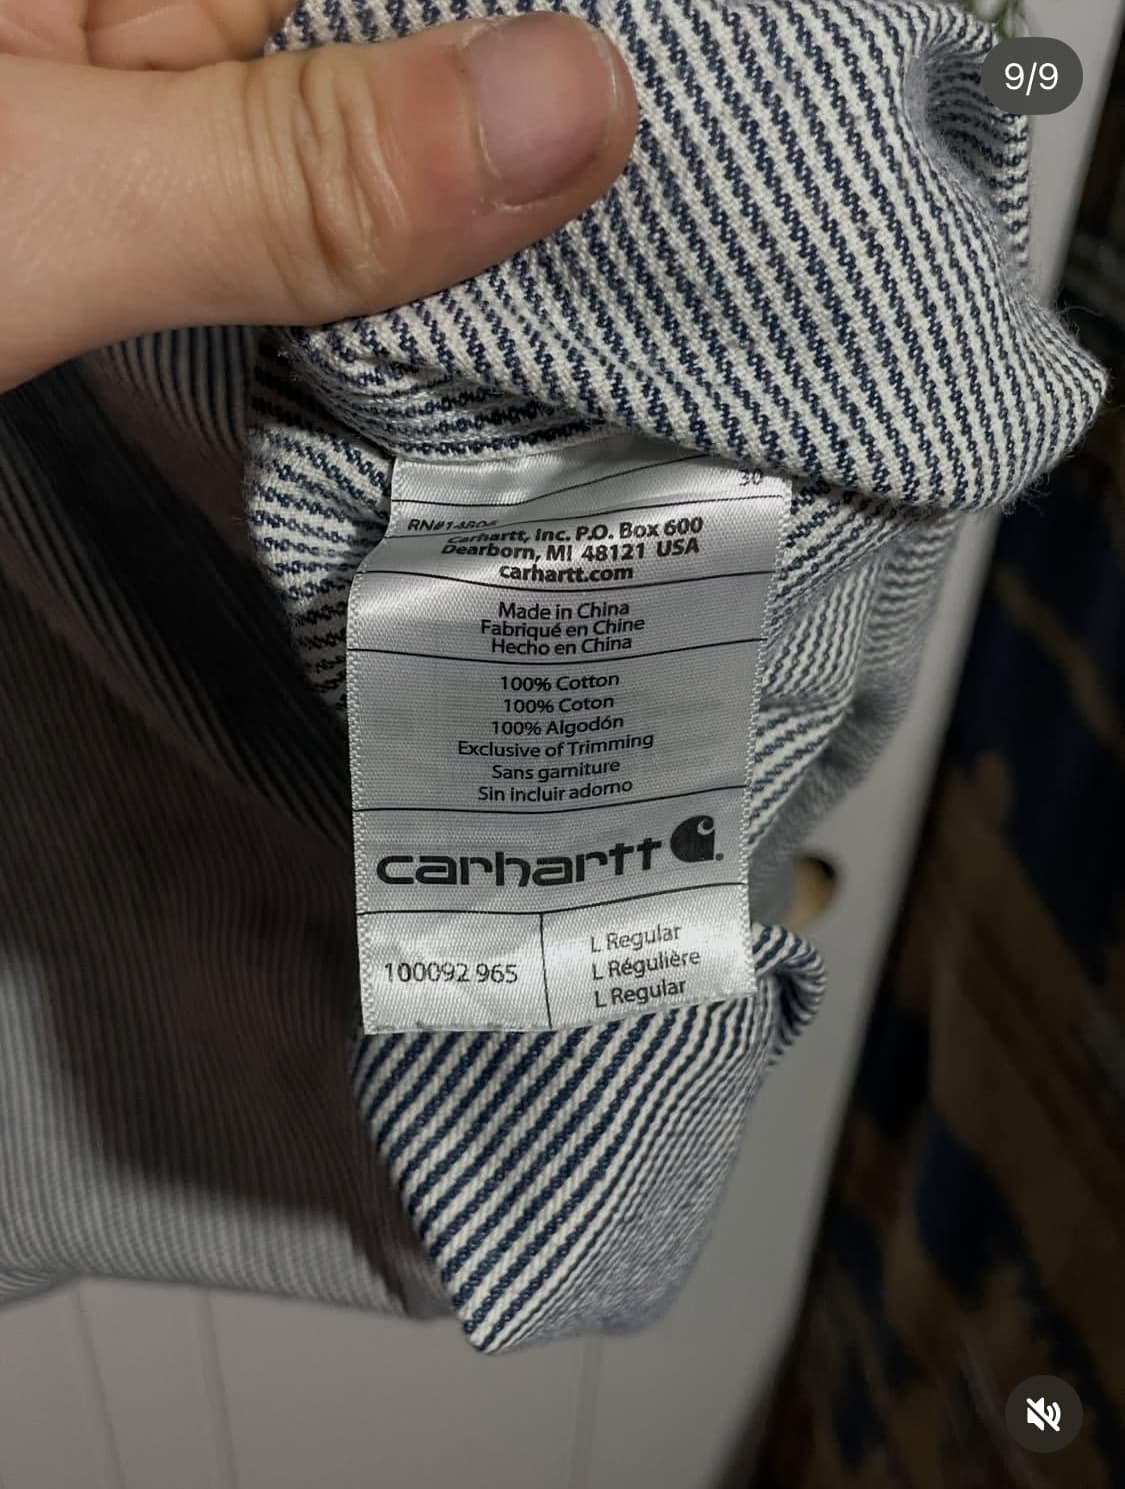 9/9
30
Carhartt, Inc. P.O. Box 600
Dearborn, MI 48121 USA
carhartt.com
Made in China
Fabriqué en Chine
Hecho en China
100% Cotton
100% Coton
100% Algodón
Exclusive of Trimming
Sans garniture
Sin incluir adorno
carhartt
100092 965
L Regular
L Régulière
L Regular